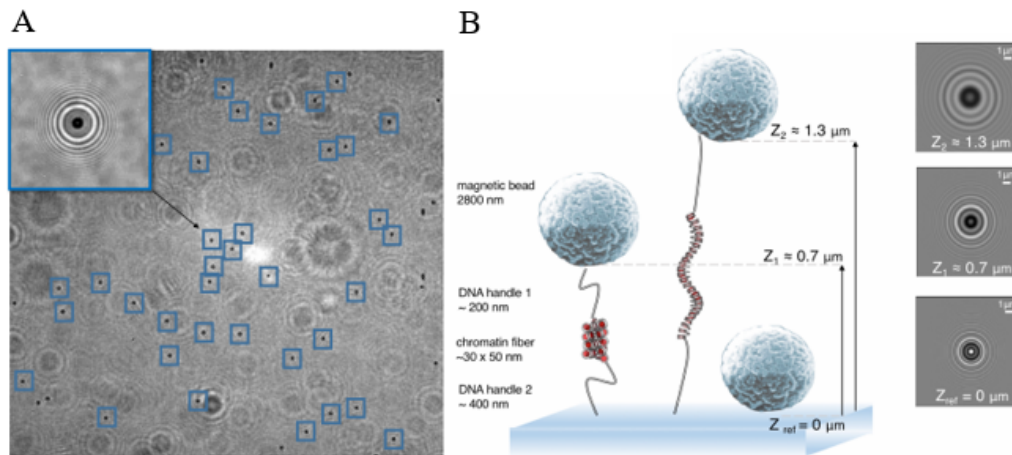 A
B
magnetic bead
2800 nm
DNA handle 1
~ 200 nm
chromatin fiber
~30 x 50 nm
DNA handle 2
~ 400 nm
Z₂ ≈ 1.3 µm
Z₁ ≈ 0.7 µm
Z ref = 0 µm
1µm
Z₂ ≈ 1.3 µm
1µm
Z₁ ≈ 0.7 µm
1µm
Zref = 0 µm